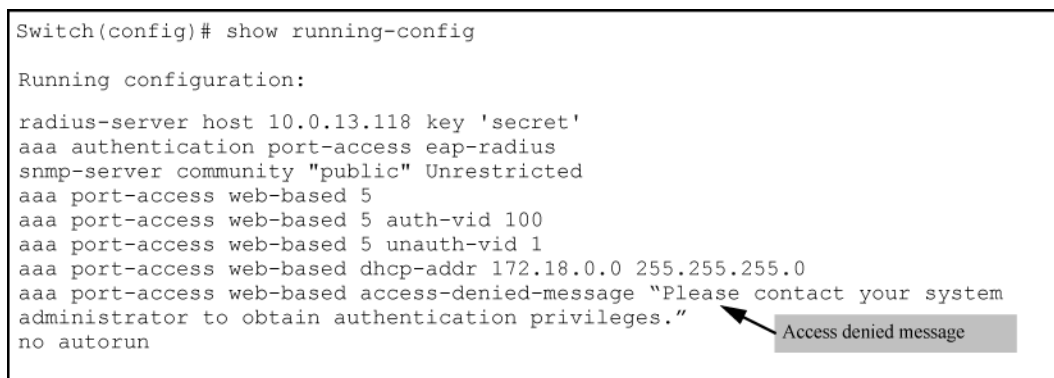 Switch(config)# show running-config
Running configuration:
radius-server host 10.0.13.118 key 'secret'
aaa authentication port-access eap-radius
snmp-server community "public" Unrestricted
aaa port-access web-based 5
aaa port-access web-based 5 auth-vid 100
aaa port-access web-based 5 unauth-vid 1
aaa port-access web-based dhcp-addr 172.18.0.0 255.255.255.0
aaa port-access web-based access-denied-message “Please contact your system
administrator to obtain authentication privileges.”
Access denied message
no autorun